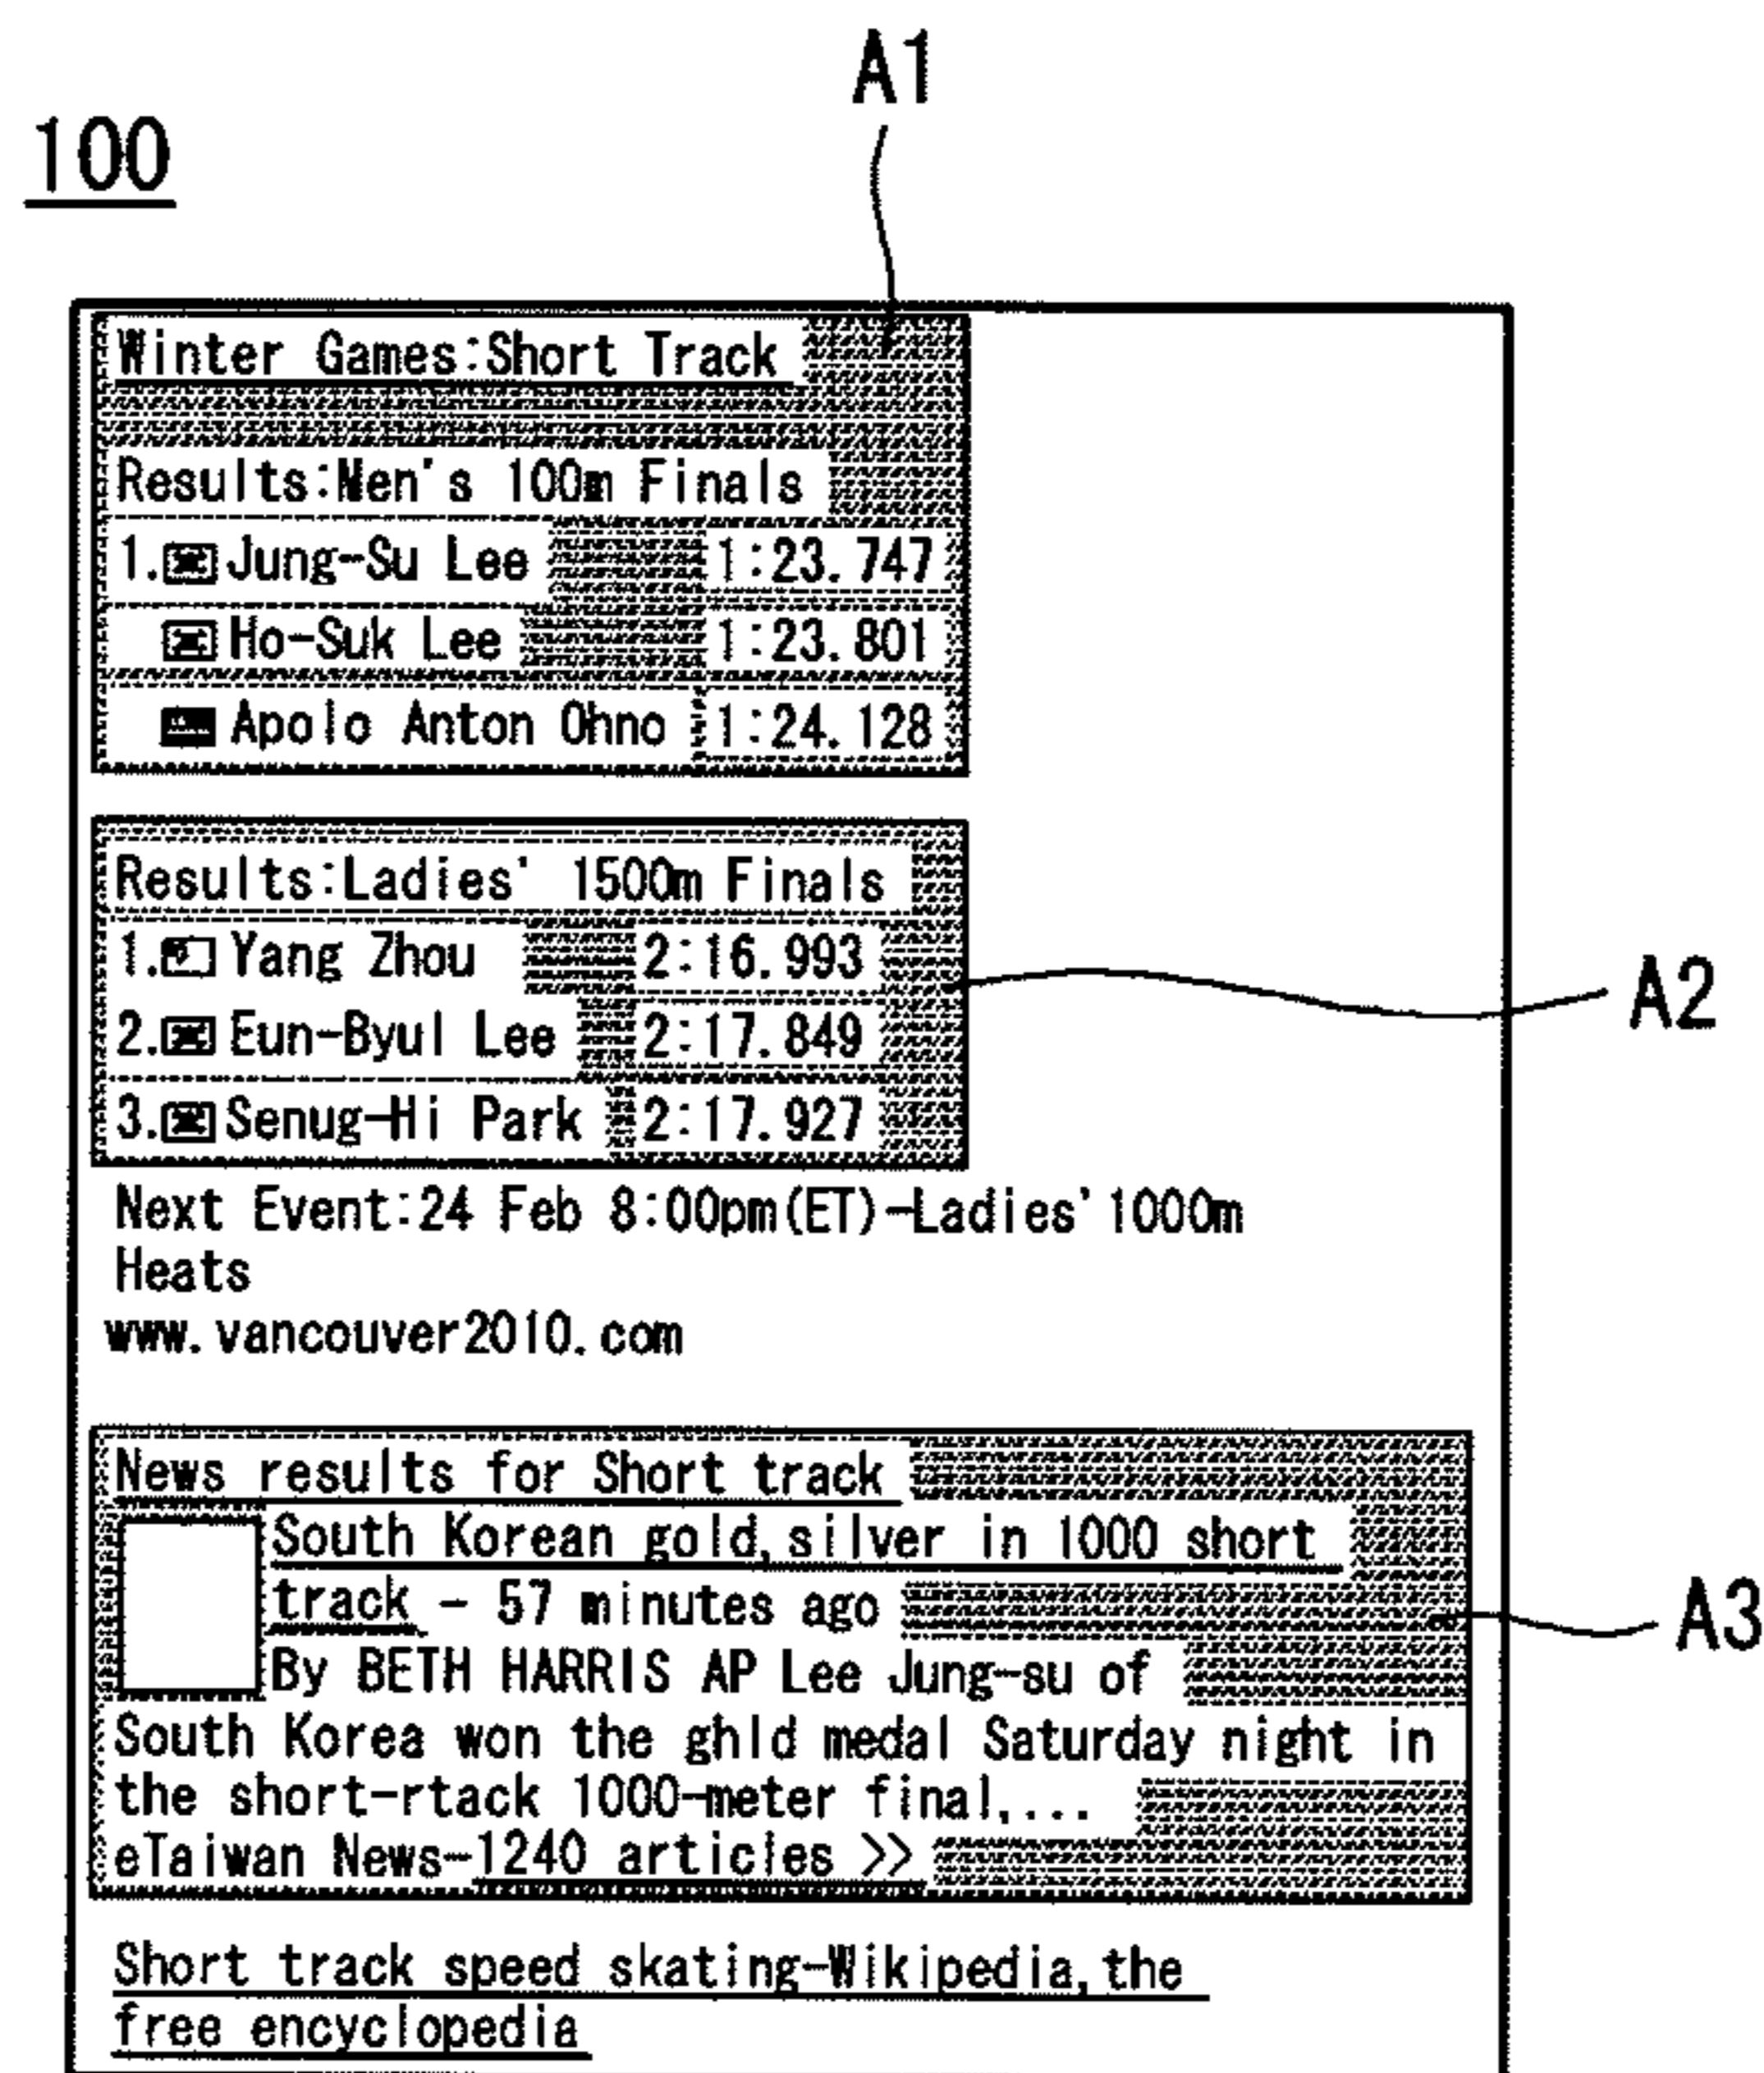 A1
100
Winter Games:Short Track
Results:Men's 100m Finals
1. Jung-Su Lee 1:23.747
Ho-Suk Lee 1:23.801
Apolo Anton Ohno 1:24.128
Results:Ladies' 1500m Finals
1. Yang Zhou 2:16.993
A2
2. Eun-Byul Lee 2:17.849
3. Senug-Hi Park 2:17.927
Next Event:24 Feb 8:00pm(ET)-Ladies'1000m
Heats
www.vancouver2010.com
News results for Short track
South Korean gold,silver in 1000 short
track - 57 minutes ago
A3
By BETH HARRIS AP Lee Jung-su of
South Korea won the ghld medal Saturday night in
the short-rtack 1000-meter final,...
eTaiwan News-1240 articles >>
Short track speed skating-Wikipedia,the
free encyclopedia